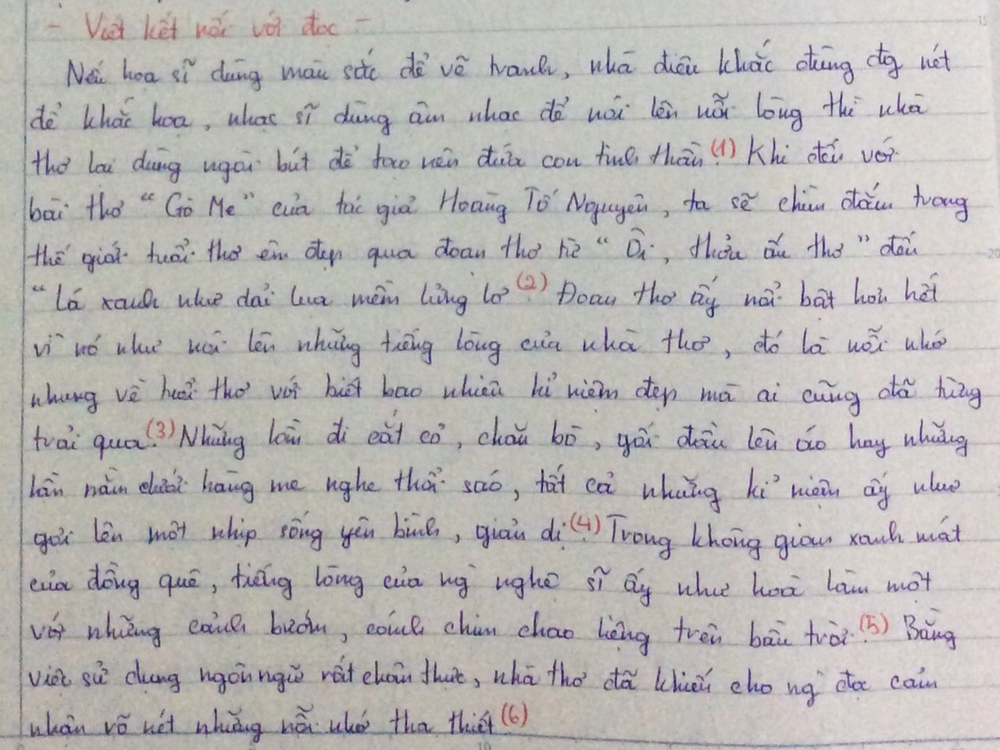 - Viết kết nối với đọc -
Nếu hoạ sĩ dùng màu sắc để vẽ tranh, nhà điêu khắc dùng đg nét
để khắc hoạ, nhạc sĩ dùng âm nhạc để nói lên nỗi lòng thì nhà
thơ lại dùng ngòi bút để tạo nên đứa con tinh thần.(1) Khi đến với
bài thơ "Gò Me" của tác giả Hoàng Tố Nguyên, ta sẽ chìm đắm trong
thế giới tuổi thơ êm đẹp qua đoạn thơ từ "Ôi, thuở ấu thơ" đến
"Lá xanh như dải lụa mềm lửng lơ.(2) Đoạn thơ ấy nổi bật hơn hết
vì nó như nói lên những tiếng lòng của nhà thơ, đó là nỗi nhớ
nhung về tuổi thơ với biết bao nhiêu kỉ niệm đẹp mà ai cũng đã từng
trải qua.(3) Những lần đi cắt cỏ, chăn bò, gối đầu lên áo hay những
lần nằm dưới hàng me nghe thổi sáo, tất cả những kỉ niệm ấy như
gợi lên một nhịp sống yên bình, giản dị.(4) Trong không gian xanh mát
của đồng quê, tiếng lòng của ng nghệ sĩ ấy như hoà làm một
với những cánh bướm, cánh chim chao liệng trên bầu trời.(5) Bằng
việc sử dụng ngôn ngữ rất chân thực, nhà thơ đã khiến cho ng đọc cảm
nhận rõ nét những nỗi nhớ tha thiết(6)